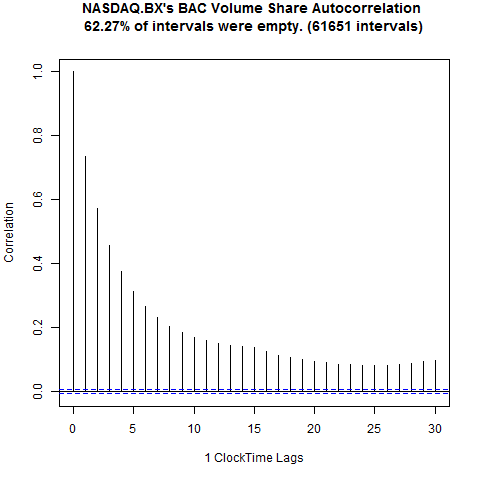 NASDAQ.BX's BAC Volume Share Autocorrelation
62.27% of intervals were empty. (61651 intervals)
1.0
0.8
0.6
0.4
0.2
0.0
Correlation
0 5 10 15 20 25 30
1 ClockTime Lags